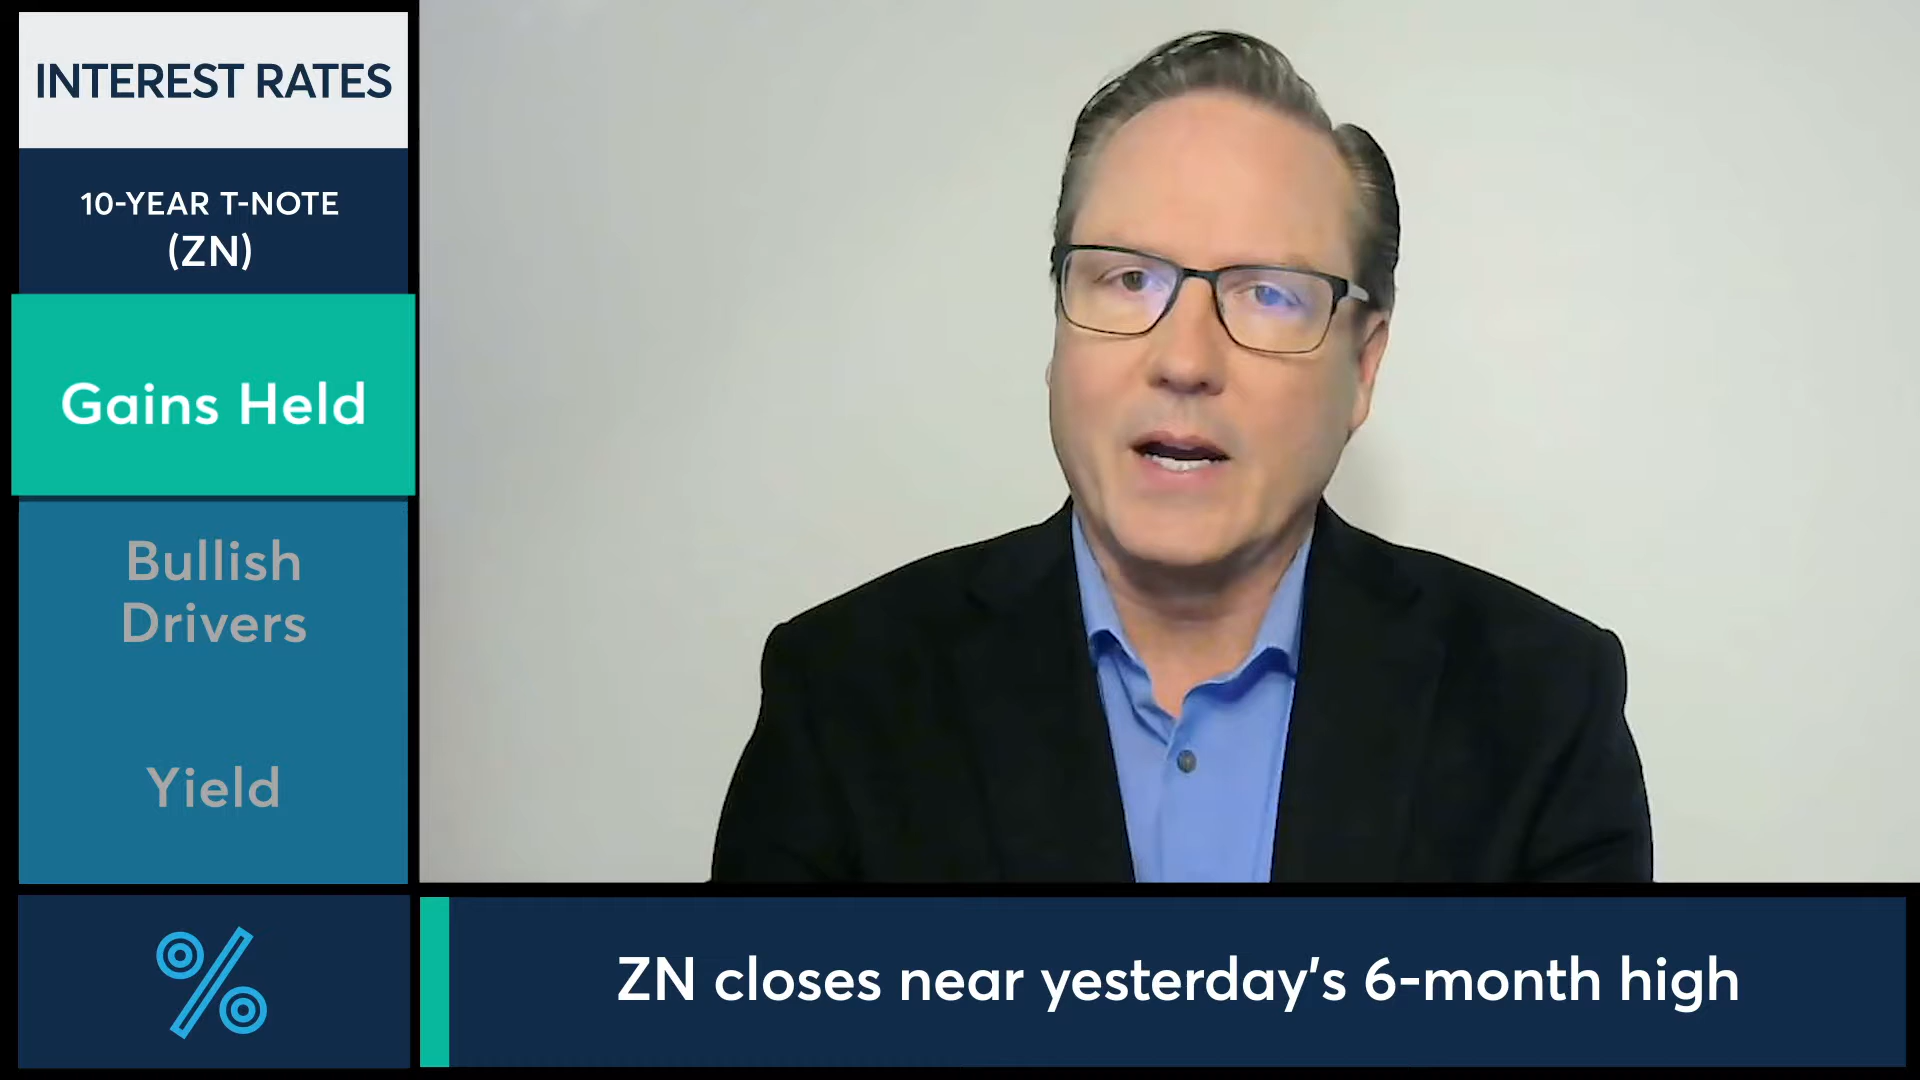 INTEREST RATES
10-YEAR T-NOTE
(ZN)
Gains Held
Bullish
Drivers
Yield
%
ZN closes near yesterday's 6-month high